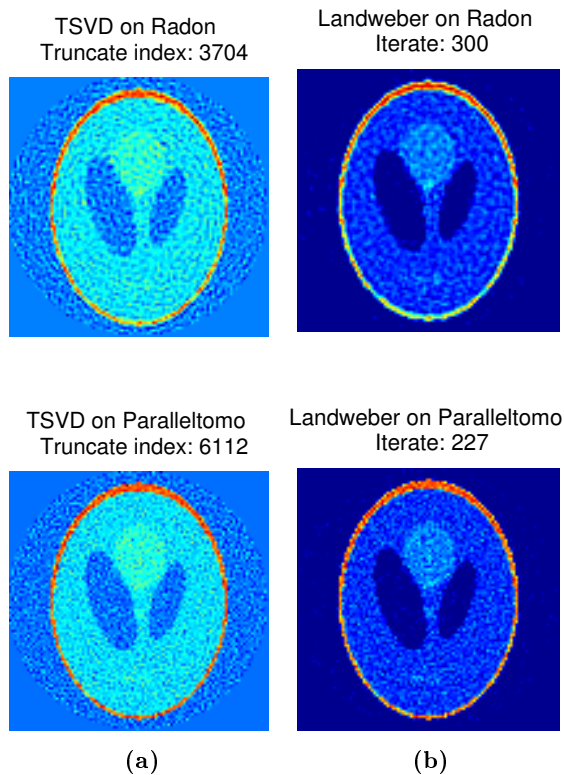 TSVD on Radon
Truncate index: 3704
Landweber on Radon
Iterate: 300
TSVD on Paralleltomo
Truncate index: 6112
Landweber on Paralleltomo
Iterate: 227
(a)
(b)